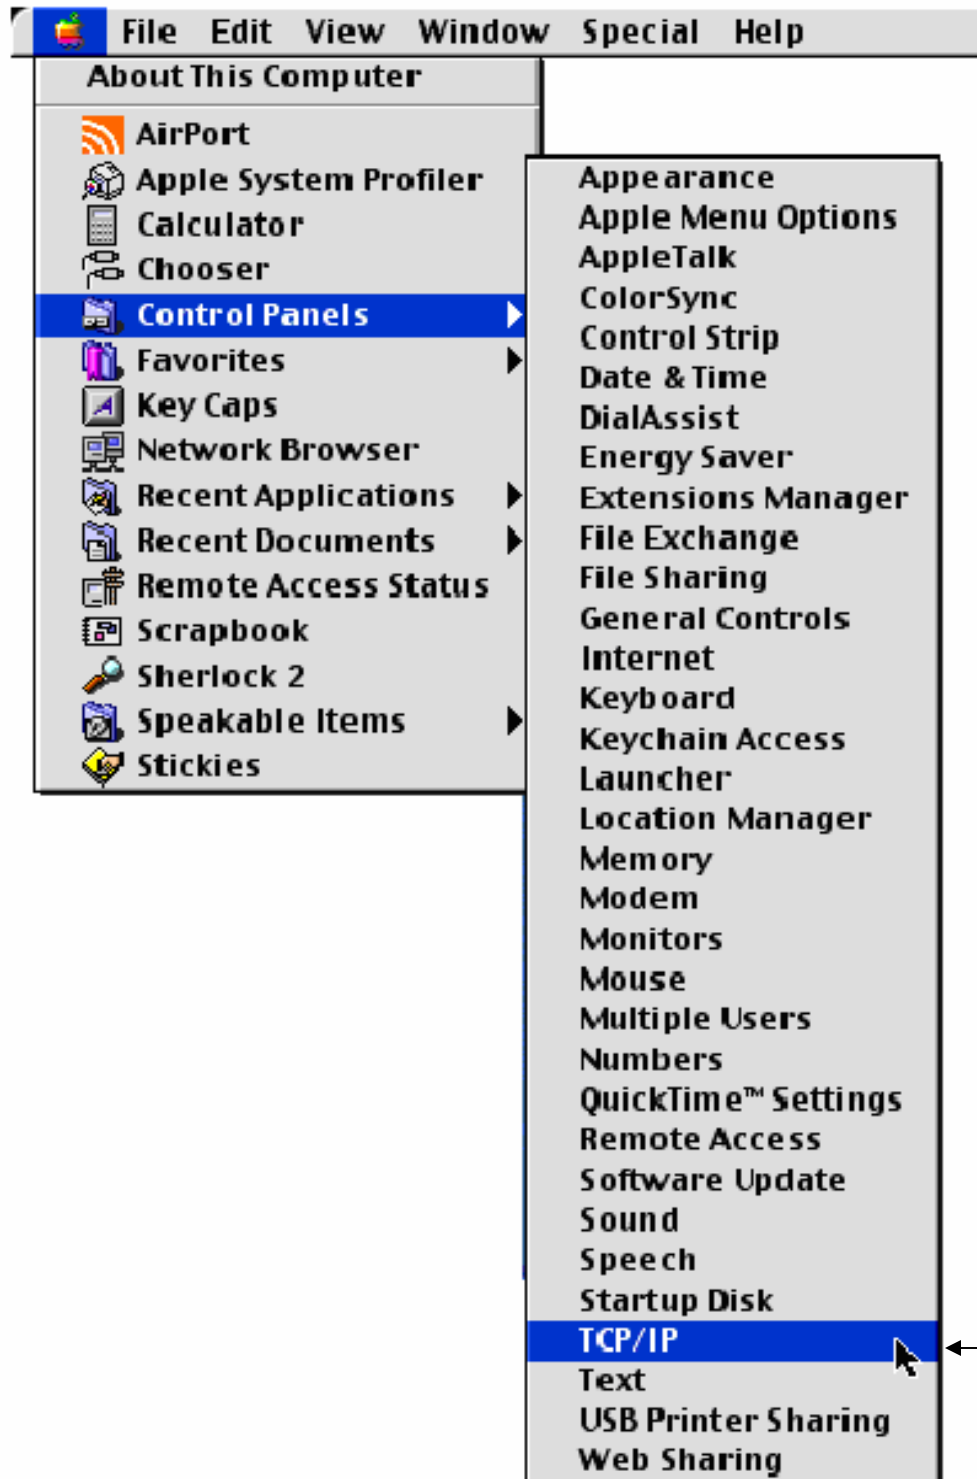 File Edit View Window Special Help
About This Computer
AirPort
Apple System Profiler
Calculator
Chooser
Control Panels
Favorites
Key Caps
Network Browser
Recent Applications
Recent Documents
Remote Access Status
Scrapbook
Sherlock 2
Speakable Items
Stickies
Appearance
Apple Menu Options
AppleTalk
ColorSync
Control Strip
Date & Time
DialAssist
Energy Saver
Extensions Manager
File Exchange
File Sharing
General Controls
Internet
Keyboard
Keychain Access
Launcher
Location Manager
Memory
Modem
Monitors
Mouse
Multiple Users
Numbers
QuickTime™ Settings
Remote Access
Software Update
Sound
Speech
Startup Disk
TCP/IP
Text
USB Printer Sharing
Web Sharing